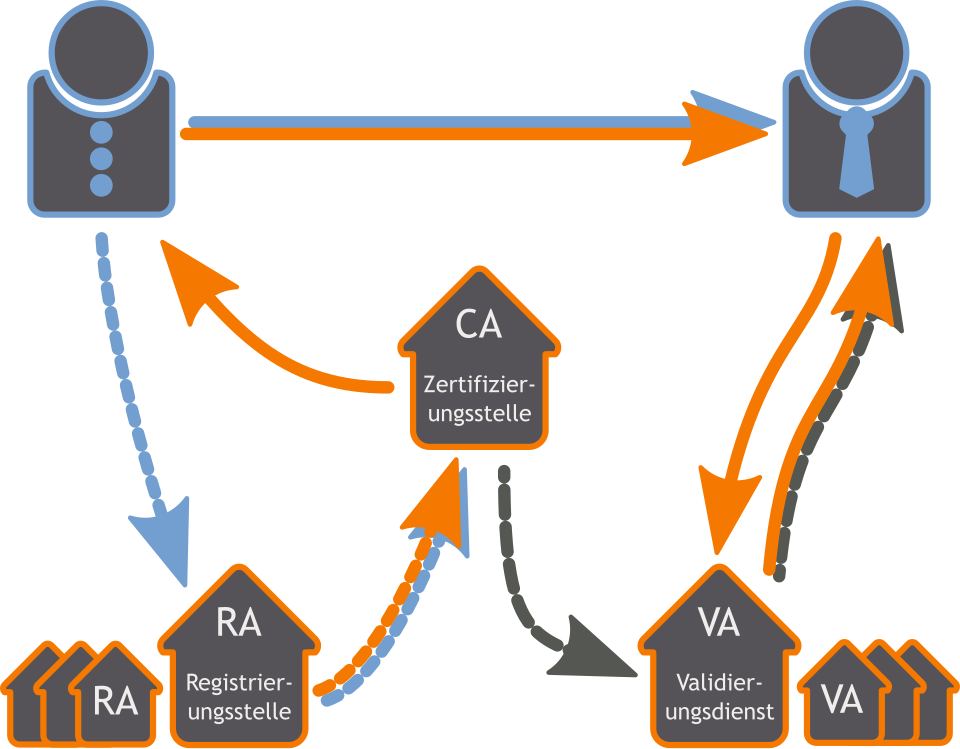 CA
Zertifizier-
ungsstelle
RA
Registrier-
ungsstelle
RA
VA
Validier-
ungsdienst
VA